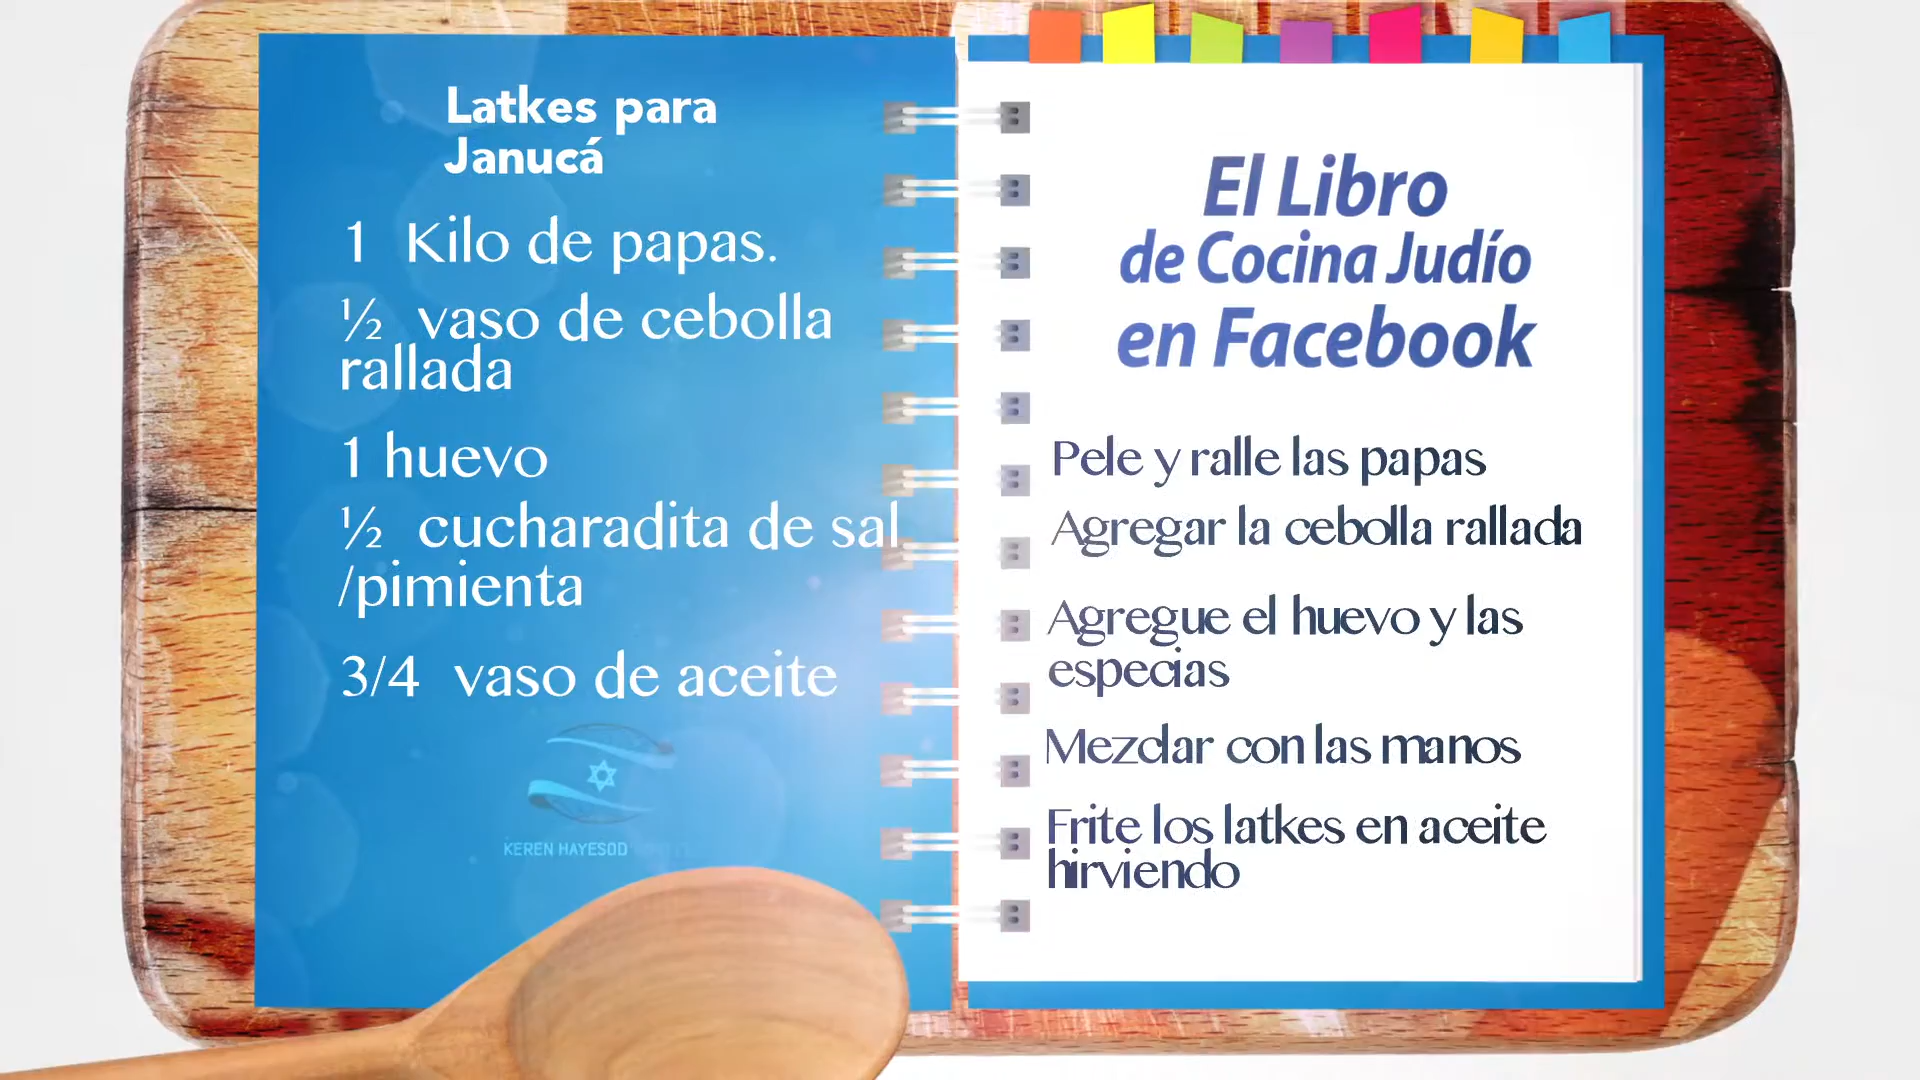 Latkes para
Janucá
1 Kilo de papas.
½ vaso de cebolla
rallada
1 huevo
½ cucharadita de sal
/pimienta
3/4 vaso de aceite
KEREN HAYESOD
El Libro
de Cocina Judío
en Facebook
Pele y ralle las papas
Agregar la cebolla rallada
Agregue el huevo y las
especias
Mezclar con las manos
Frite los latkes en aceite
hirviendo